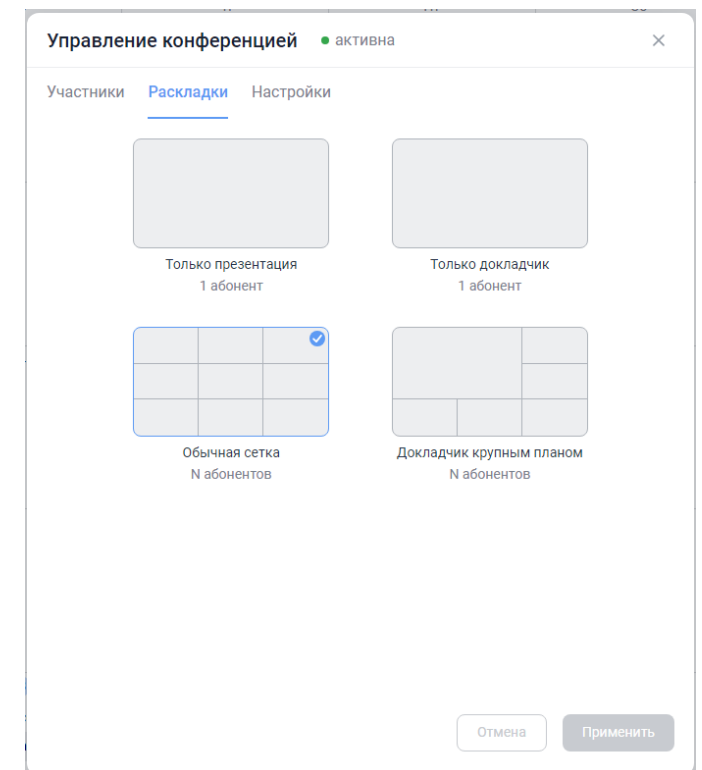 Управление конференцией • активна
Участники Раскладки Настройки
Только презентация Только докладчик
1 абонент 1 абонент
Обычная сетка Докладчик крупным планом
N абонентов N абонентов
Отмена Применить